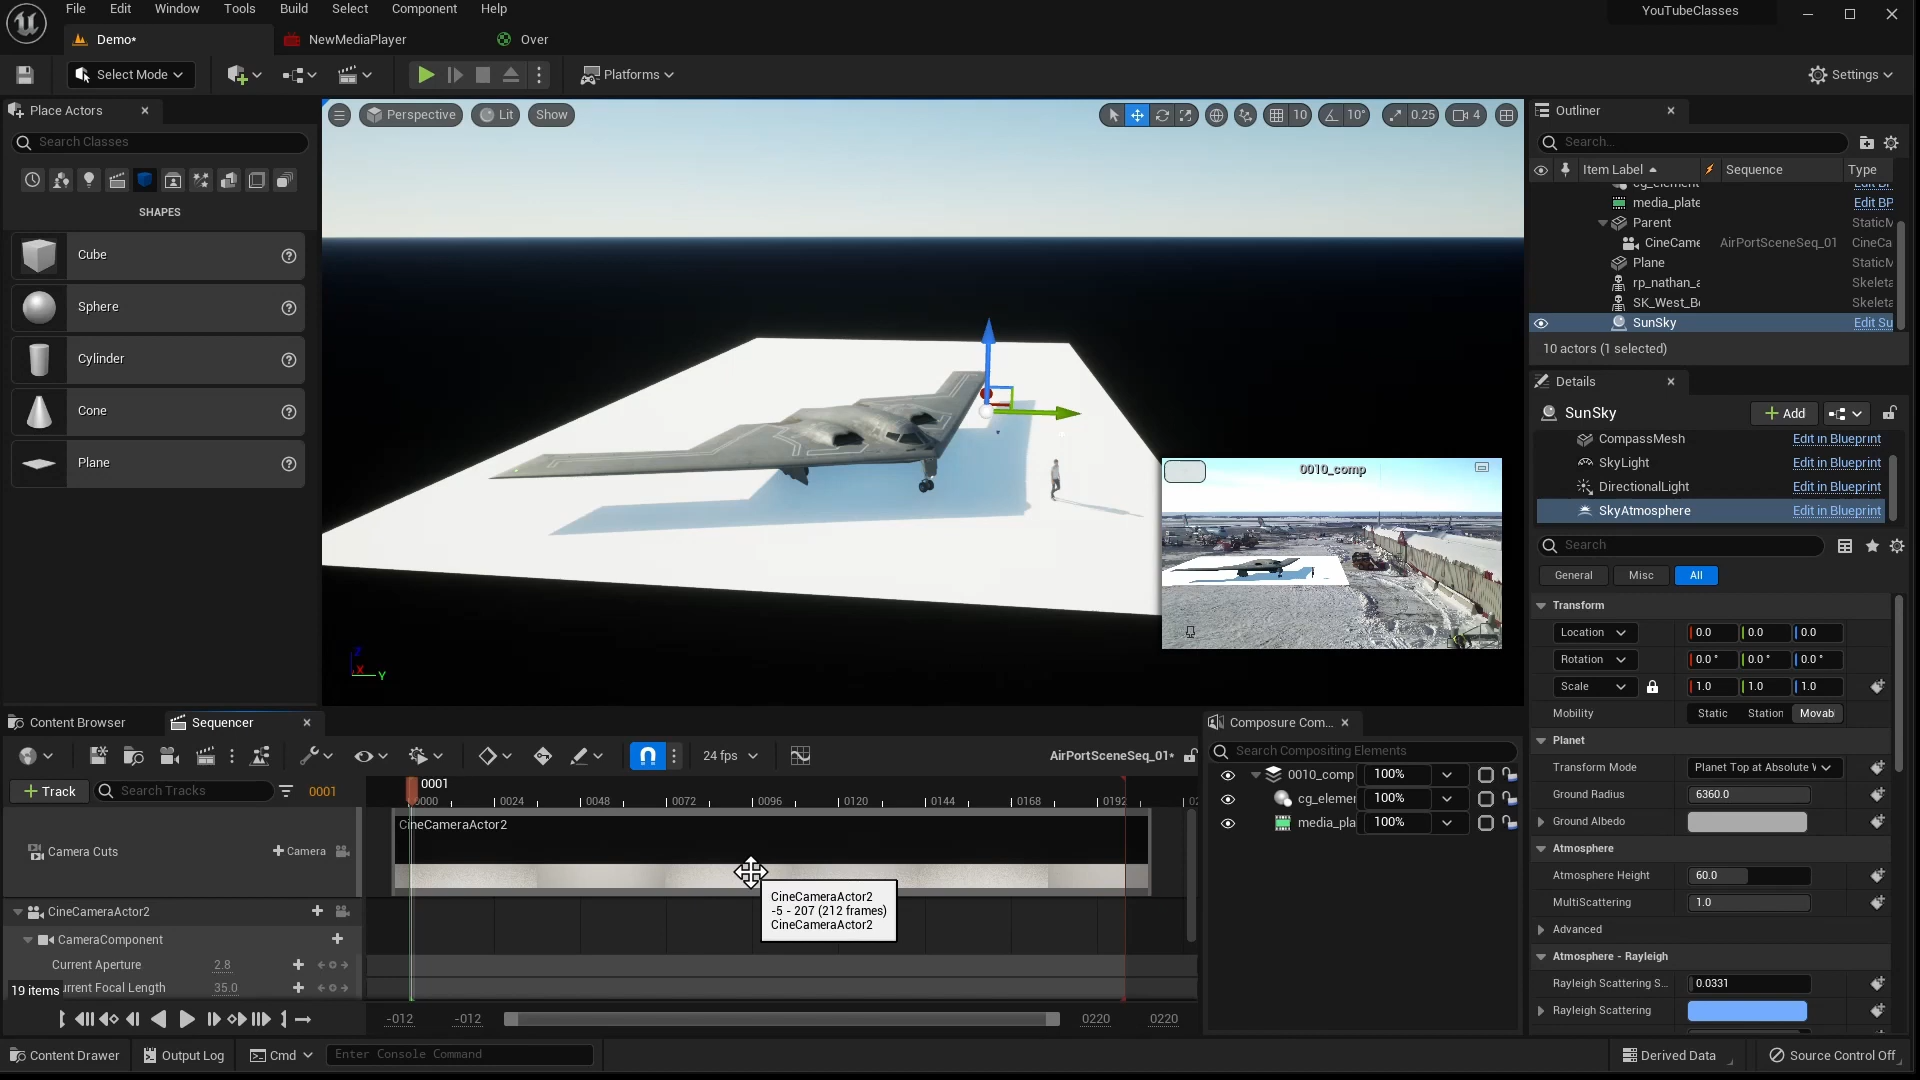 File Edit Window Tools Build Select Component Help
YouTubeClasses
Demo*
NewMediaPlayer
Over
Select Mode
Platforms
Settings
Place Actors
Search Classes
SHAPES
Cube
Sphere
Cylinder
Cone
Plane
Perspective
Lit
Show
10
10°
0.25
4
0010_comp
Z
X
Y
Outliner
Search...
Item Label
Sequence
Type
media_plate
Edit BP
Parent
StaticM
CineCame
AirPortSceneSeq_01
CineCa
Plane
StaticM
rp_nathan_a
Skeleta
SK_West_Bo
Skeleta
SunSky
Edit Su
10 actors (1 selected)
Details
SunSky
Add
CompassMesh
Edit in Blueprint
SkyLight
Edit in Blueprint
DirectionalLight
Edit in Blueprint
SkyAtmosphere
Edit in Blueprint
Search
General
Misc
All
Transform
Location
0.0
0.0
0.0
Rotation
0.0 °
0.0 °
0.0 °
Scale
1.0
1.0
1.0
Mobility
Static
Station
Movab
Planet
Transform Mode
Planet Top at Absolute
Ground Radius
6360.0
Ground Albedo
Atmosphere
Atmosphere Height
60.0
MultiScattering
1.0
Advanced
Atmosphere - Rayleigh
Rayleigh Scattering S...
0.0331
Rayleigh Scattering
Content Browser
Sequencer
24 fps
AirPortSceneSeq_01*
Track
Search Tracks
0001
0001
0000
0024
0048
0072
0096
0120
0144
0168
0192
CineCameraActor2
Camera Cuts
Camera
CineCameraActor2
-5 - 207 (212 frames)
CineCameraActor2
CineCameraActor2
CameraComponent
Current Aperture
2.8
19 items
urrent Focal Length
35.0
-012
-012
0220
0220
Composure Com...
Search Compositing Elements
0010_comp
100%
cg_elemer
100%
media_pla
100%
Content Drawer
Output Log
Cmd
Enter Console Command
Derived Data
Source Control Off